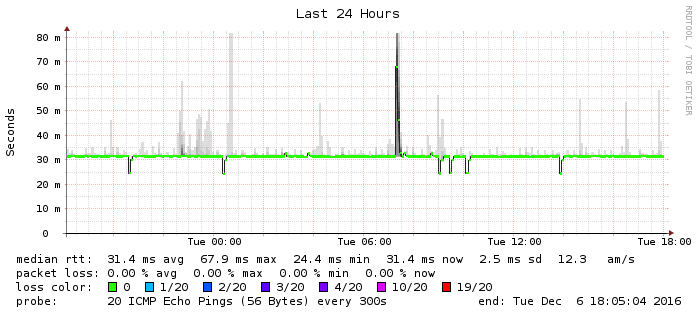 Last 24 Hours
RRDTOOL / TOBI OETIKER
Seconds
80 m
70 m
60 m
50 m
40 m
30 m
20 m
10 m
0
Tue 00:00 Tue 06:00 Tue 12:00 Tue 18:00
median rtt: 31.4 ms avg 67.9 ms max 24.4 ms min 31.4 ms now 2.5 ms sd 12.3 am/s
packet loss: 0.00 % avg 0.00 % max 0.00 % min 0.00 % now
loss color: 0 1/20 2/20 3/20 4/20 10/20 19/20
probe: 20 ICMP Echo Pings (56 Bytes) every 300s end: Tue Dec 6 18:05:04 2016